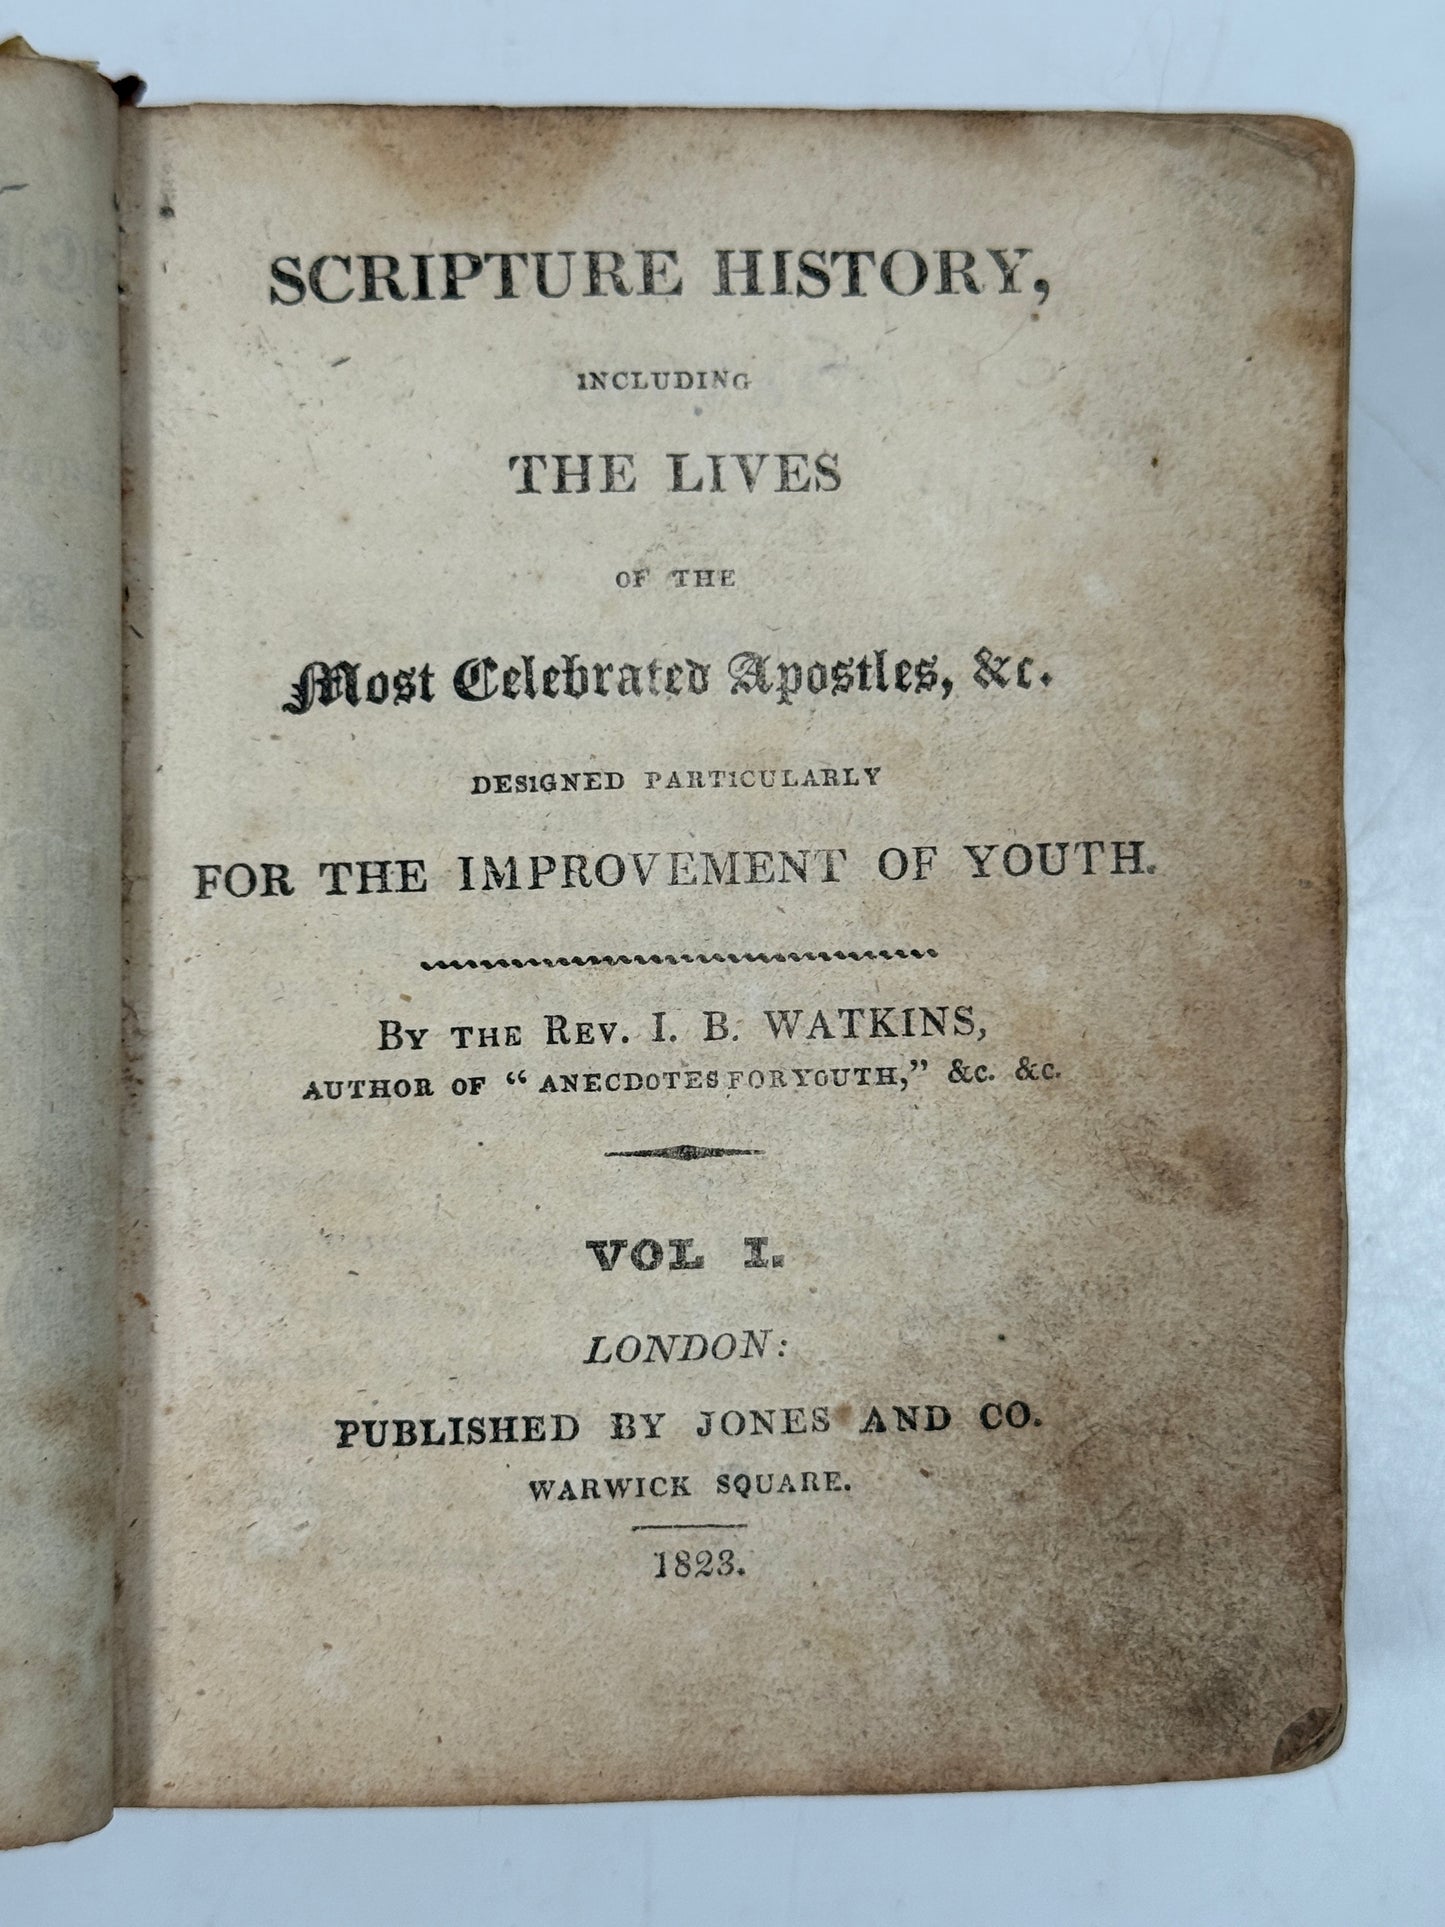 SCRIPTURE HISTORY,
INCLUDING
THE LIVES
OF THE
Most Celebrated Apostles, &c.
DESIGNED PARTICULARLY
FOR THE IMPROVEMENT OF YOUTH.
BY THE REV. I. B. WATKINS,
AUTHOR OF “ANECDOTES FOR YOUTH,” &c. &c.
VOL I.
LONDON:
PUBLISHED BY JONES AND CO.
WARWICK SQUARE.
1823.